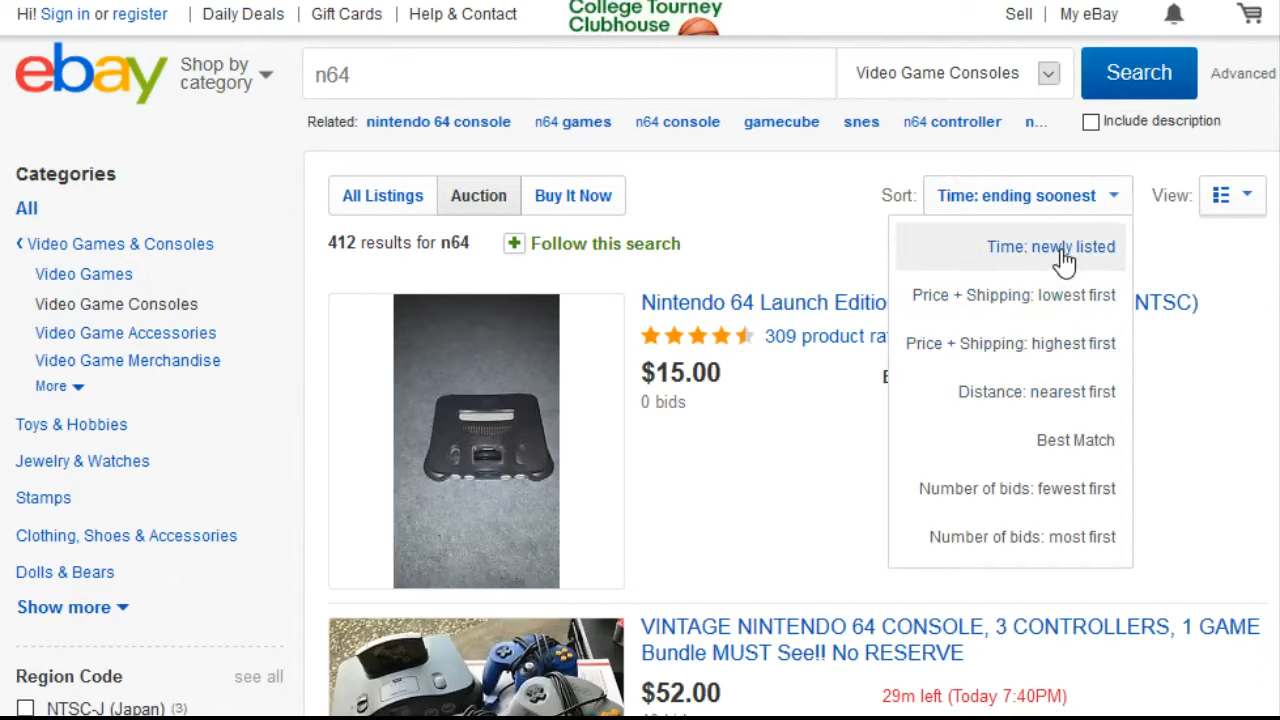 Hi! Sign in or register | Daily Deals | Gift Cards | Help & Contact
College Tourney
Clubhouse
Sell | My eBay
ebay
Shop by
category
n64
Video Game Consoles
Search
Advanced
Related: nintendo 64 console n64 games n64 console gamecube snes n64 controller n...
Include description
Categories
All
Video Games & Consoles
Video Games
Video Game Consoles
Video Game Accessories
Video Game Merchandise
More
Toys & Hobbies
Jewelry & Watches
Stamps
Clothing, Shoes & Accessories
Dolls & Bears
Show more
Region Code see all
NTSC-J (Japan) (3)
All Listings Auction Buy It Now
Sort: Time: ending soonest
View:
412 results for n64
Follow this search
Time: newly listed
Price + Shipping: lowest first
Price + Shipping: highest first
Distance: nearest first
Best Match
Number of bids: fewest first
Number of bids: most first
Nintendo 64 Launch Editio NTSC)
309 product ra
$15.00
0 bids
VINTAGE NINTENDO 64 CONSOLE, 3 CONTROLLERS, 1 GAME
Bundle MUST See!! No RESERVE
$52.00
29m left (Today 7:40PM)